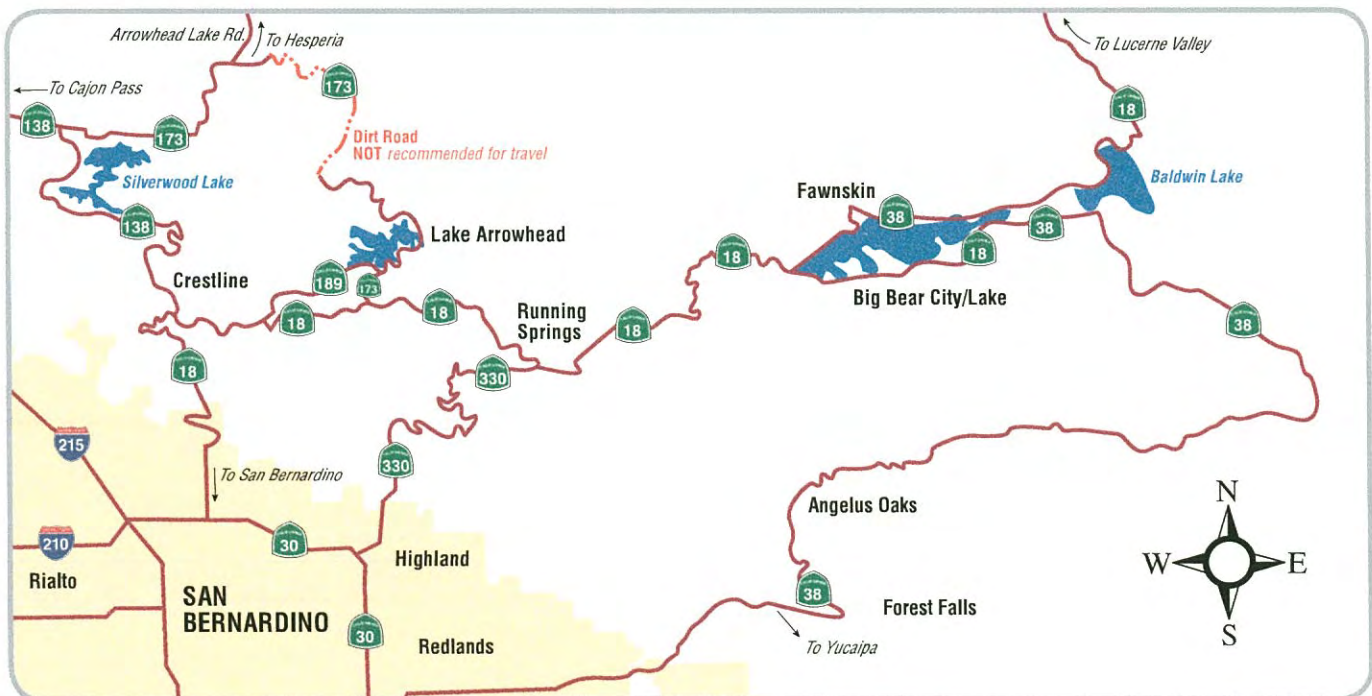 Arrowhead Lake Rd.
To Hesperia
To Lucerne Valley
To Cajon Pass
173
18
138
173
Dirt Road
NOT recommended for travel
Silverwood Lake
Baldwin Lake
Fawnskin
38
138
Lake Arrowhead
38
18
18
Crestline
189
173
Big Bear City/Lake
18
18
Running
Springs
18
38
18
330
215
To San Bernardino
330
Angelus Oaks
N
30
210
Highland
W
E
Rialto
SAN
BERNARDINO
38
Forest Falls
30
Redlands
To Yucaipa
S